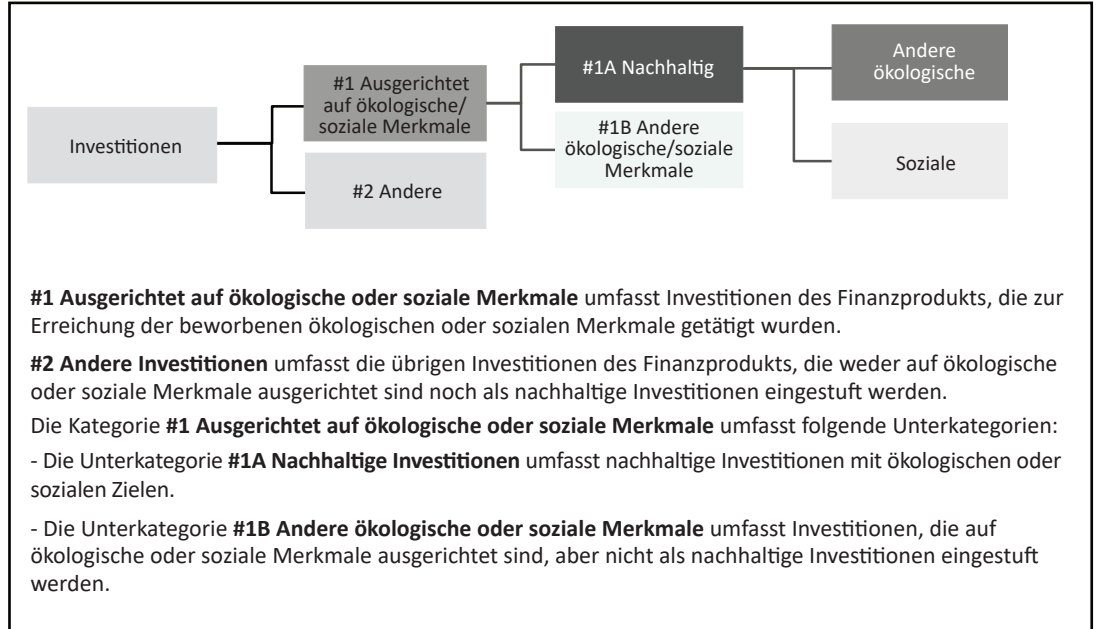 Investitionen
#1 Ausgerichtet
auf ökologische/
soziale Merkmale
#2 Andere
#1A Nachhaltig
#1B Andere
ökologische/soziale
Merkmale
Andere
ökologische
Soziale
#1 Ausgerichtet auf ökologische oder soziale Merkmale umfasst Investitionen des Finanzprodukts, die zur
Erreichung der beworbenen ökologischen oder sozialen Merkmale getätigt wurden.
#2 Andere Investitionen umfasst die übrigen Investitionen des Finanzprodukts, die weder auf ökologische
oder soziale Merkmale ausgerichtet sind noch als nachhaltige Investitionen eingestuft werden.
Die Kategorie #1 Ausgerichtet auf ökologische oder soziale Merkmale umfasst folgende Unterkategorien:
- Die Unterkategorie #1A Nachhaltige Investitionen umfasst nachhaltige Investitionen mit ökologischen oder
sozialen Zielen.
- Die Unterkategorie #1B Andere ökologische oder soziale Merkmale umfasst Investitionen, die auf
ökologische oder soziale Merkmale ausgerichtet sind, aber nicht als nachhaltige Investitionen eingestuft
werden.